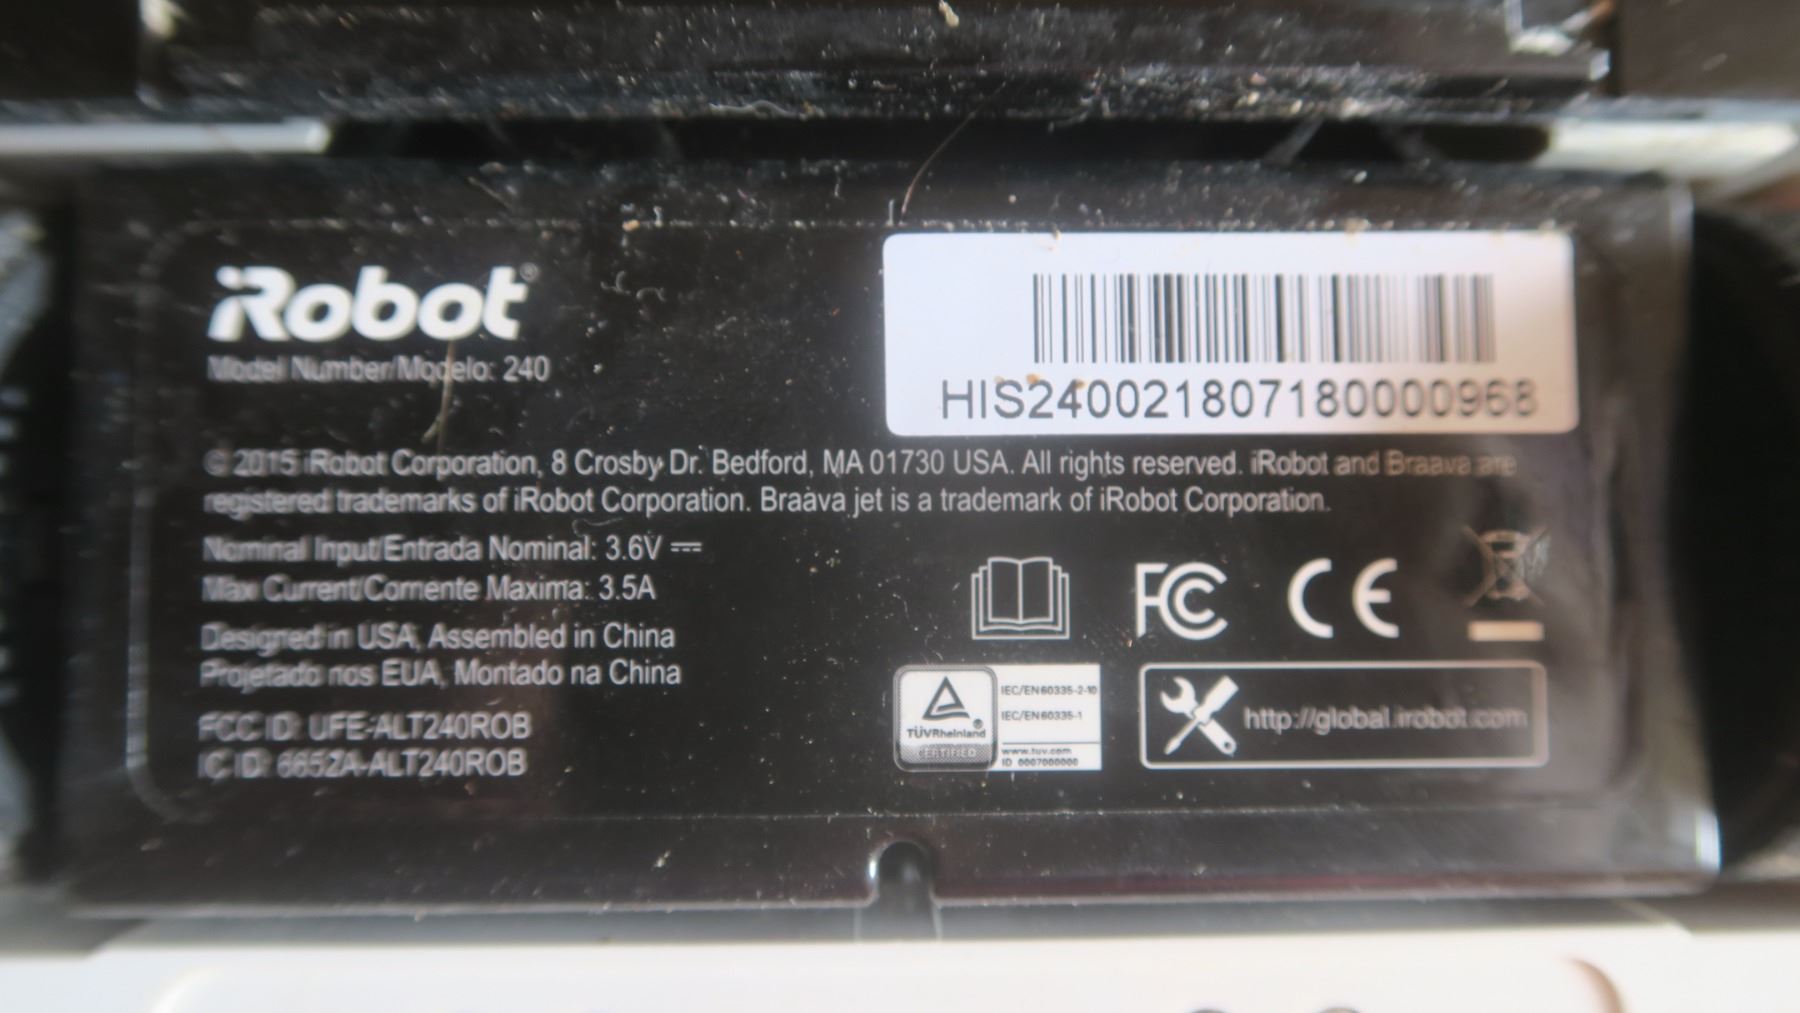 iRobot®
Model Number/Modelo: 240
HIS240021807180000968
© 2015 iRobot Corporation, 8 Crosby Dr. Bedford, MA 01730 USA. All rights reserved. iRobot and Braava are
registered trademarks of iRobot Corporation. Braava jet is a trademark of iRobot Corporation.
Nominal Input/Entrada Nominal: 3.6V
Max Current/Corriente Maxima: 3.5A
Designed in USA, Assembled in China
Projetado nos EUA, Montado na China
FCC ID: UFE-ALT240ROB
IC ID: 6652A-ALT240ROB
FC CE
TÜVRheinland
CERTIFIED
IEC/EN 60335-2-10
IEC/EN 60335-1
www.tuv.com
ID 0007000000
http://global.irobot.com